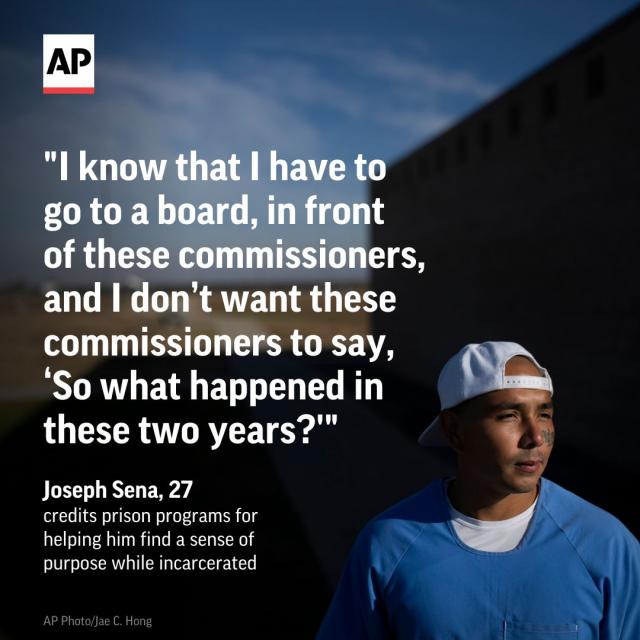 AP
"I know that I have to
go to a board, in front
of these commissioners,
and I don’t want these
commissioners to say,
‘So what happened in
these two years?'"
Joseph Sena, 27
credits prison programs for
helping him find a sense of
purpose while incarcerated
AP Photo/Jae C. Hong